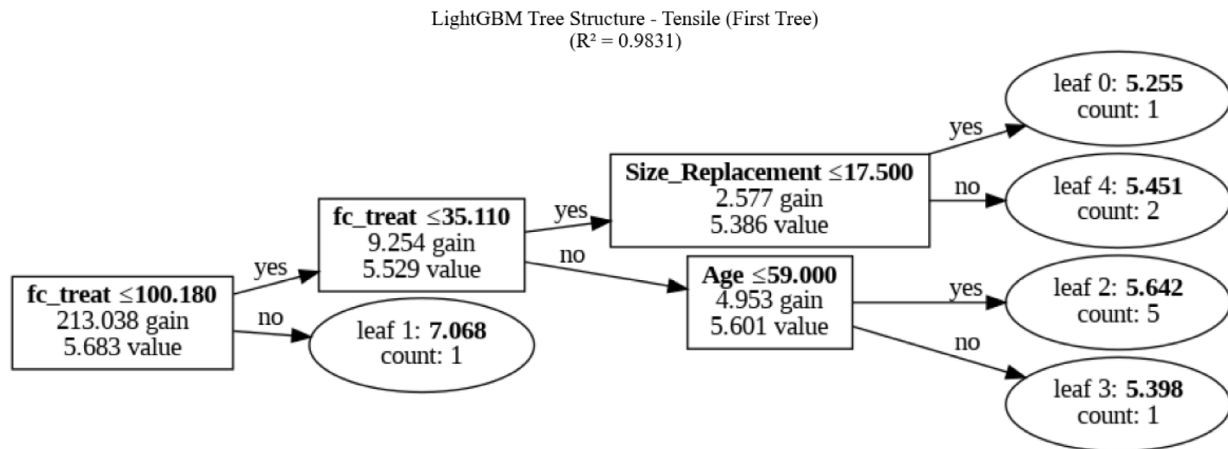 LightGBM Tree Structure - Tensile (First Tree)
(R² = 0.9831)
fc_treat ≤100.180
213.038 gain
5.683 value
yes
no
fc_treat ≤35.110
9.254 gain
5.529 value
leaf 1: 7.068
count: 1
yes
no
Size_Replacement ≤17.500
2.577 gain
5.386 value
Age ≤59.000
4.953 gain
5.601 value
yes
no
yes
no
leaf 0: 5.255
count: 1
leaf 4: 5.451
count: 2
leaf 2: 5.642
count: 5
leaf 3: 5.398
count: 1